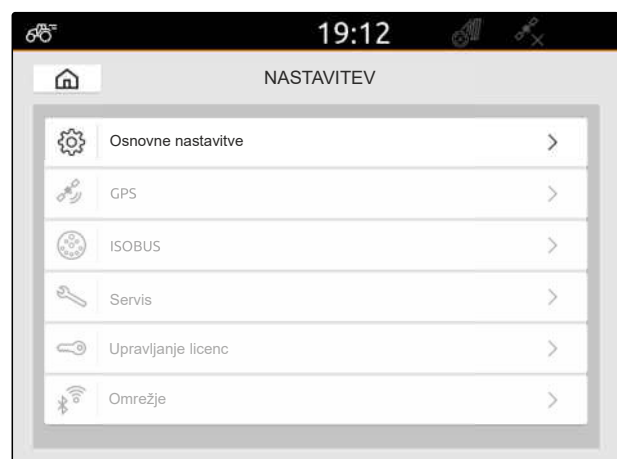 19:12
NASTAVITEV
Osnovne nastavitve
GPS
ISOBUS
Servis
Upravljanje licenc
Omrežje